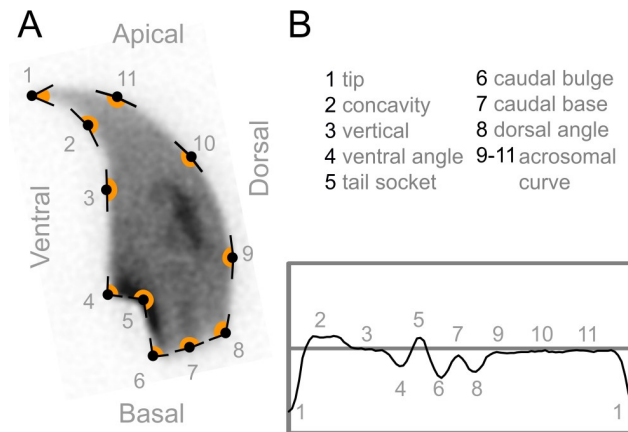 A
Apical
1
11
2
10
3
Ventral
Dorsal
9
4
5
8
6
7
Basal
B
1 tip
2 concavity
3 vertical
4 ventral angle
5 tail socket
6 caudal bulge
7 caudal base
8 dorsal angle
9-11 acrosomal
curve
2 3 5 7 9 10 11
4 6 8
1 1